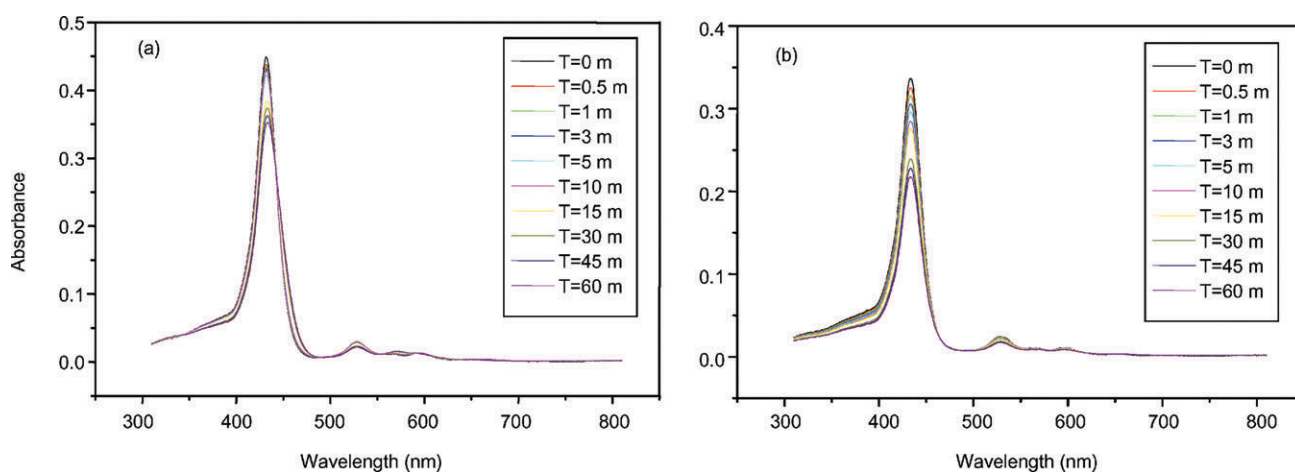 (a)
Absorbance
0.5
0.4
0.3
0.2
0.1
0.0
T=0 m
T=0.5 m
T=1 m
T=3 m
T=5 m
T=10 m
T=15 m
T=30 m
T=45 m
T=60 m
300 400 500 600 700 800
Wavelength (nm)
(b)
0.4
0.3
0.2
0.1
0.0
T=0 m
T=0.5 m
T=1 m
T=3 m
T=5 m
T=10 m
T=15 m
T=30 m
T=45 m
T=60 m
300 400 500 600 700 800
Wavelength (nm)